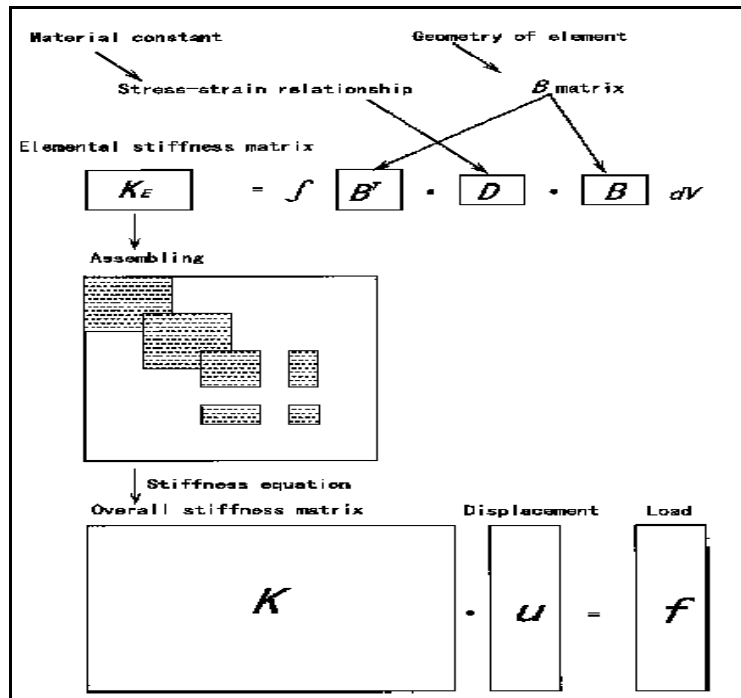 Material constant
Geometry of element
Stress-strain relationship
B matrix
Elemental stiffness matrix
K_E = ∫ B^T · D · B dV
Assembling
Stiffness equation
Overall stiffness matrix
Displacement
Load
K · u = f